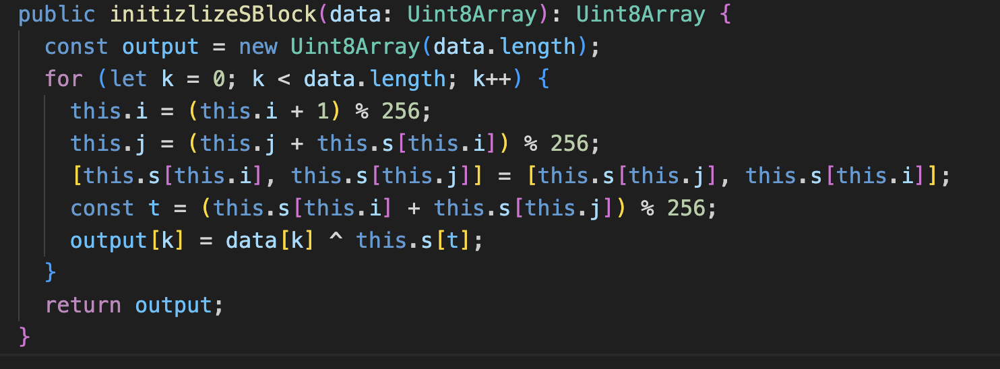 public initizlizeSBlock(data: Uint8Array): Uint8Array {
  const output = new Uint8Array(data.length);
  for (let k = 0; k < data.length; k++) {
    this.i = (this.i + 1) % 256;
    this.j = (this.j + this.s[this.i]) % 256;
    [this.s[this.i], this.s[this.j]] = [this.s[this.j], this.s[this.i]];
    const t = (this.s[this.i] + this.s[this.j]) % 256;
    output[k] = data[k] ^ this.s[t];
  }
  return output;
}